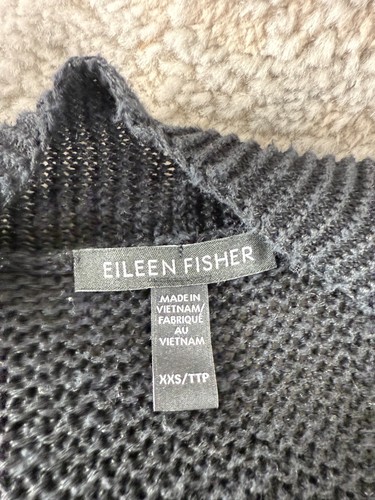 EILEEN FISHER
MADE IN
VIETNAM/
FABRIQUÉ
AU
VIETNAM
XXS/TTP